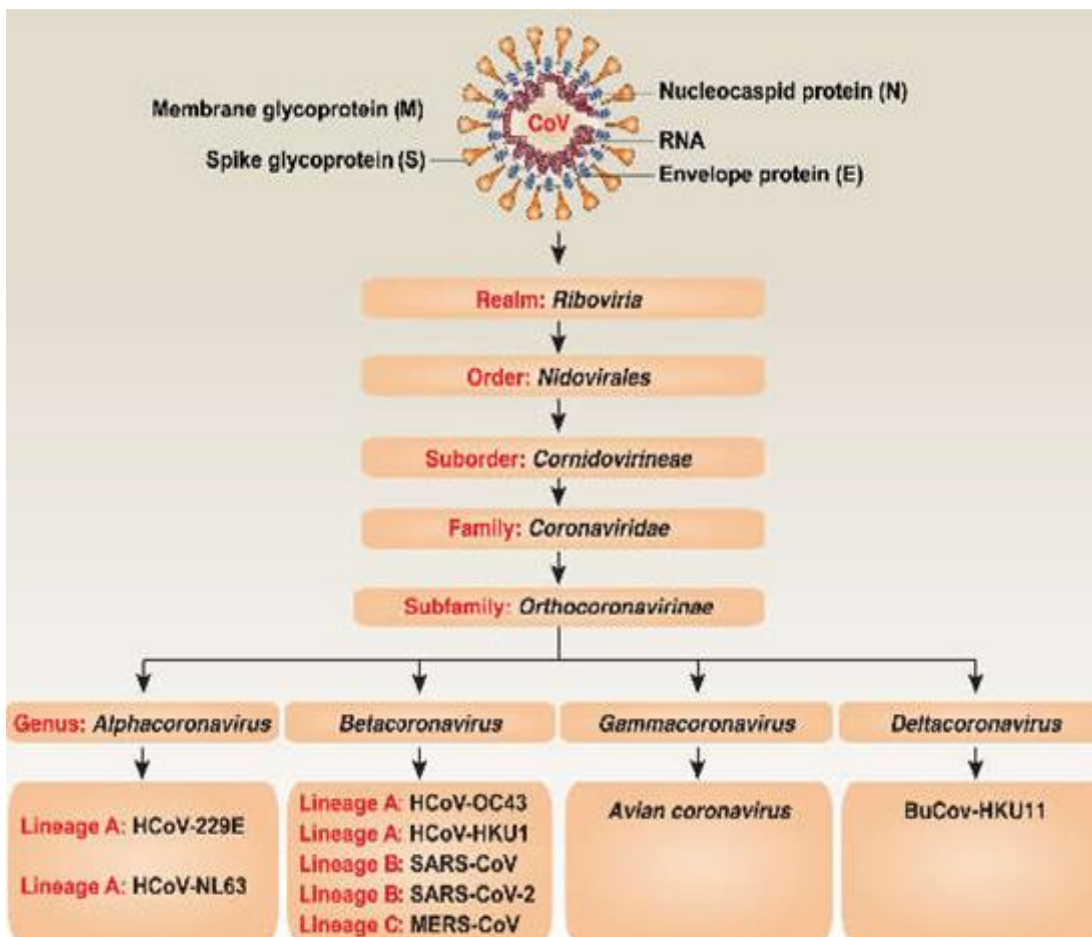 Membrane glycoprotein (M)
Nucleocaspid protein (N)
CoV
RNA
Spike glycoprotein (S)
Envelope protein (E)
Realm: Riboviria
Order: Nidovirales
Suborder: Cornidovirineae
Family: Coronaviridae
Subfamily: Orthocoronavirinae
Genus: Alphacoronavirus
Betacoronavirus
Gammacoronavirus
Deltacoronavirus
Lineage A: HCoV-229E
Lineage A: HCoV-NL63
Lineage A: HCoV-OC43
Lineage A: HCoV-HKU1
Lineage B: SARS-CoV
Lineage B: SARS-CoV-2
Lineage C: MERS-CoV
Avian coronavirus
BuCov-HKU11